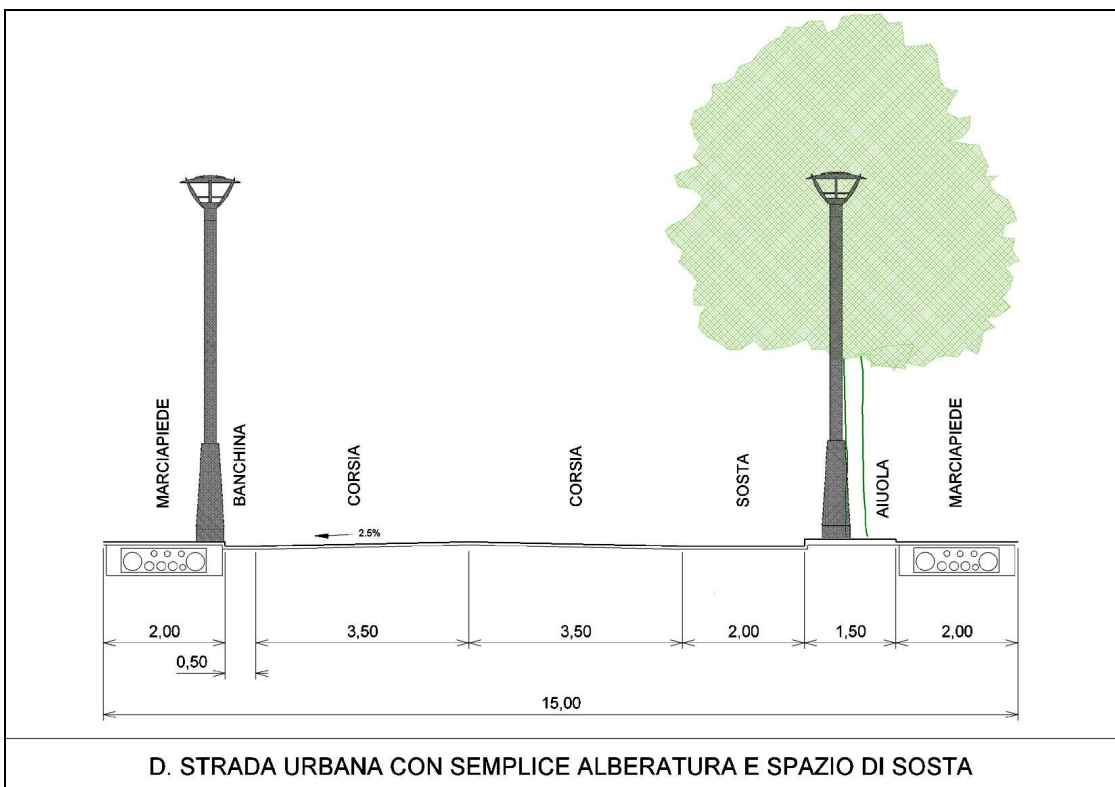 MARCIAPIEDE
BANCHINA
CORSIA
CORSIA
SOSTA
AIUOLA
MARCIAPIEDE
2.5%
2,00
3,50
3,50
2,00
1,50
2,00
0,50
15,00
D. STRADA URBANA CON SEMPLICE ALBERATURA E SPAZIO DI SOSTA